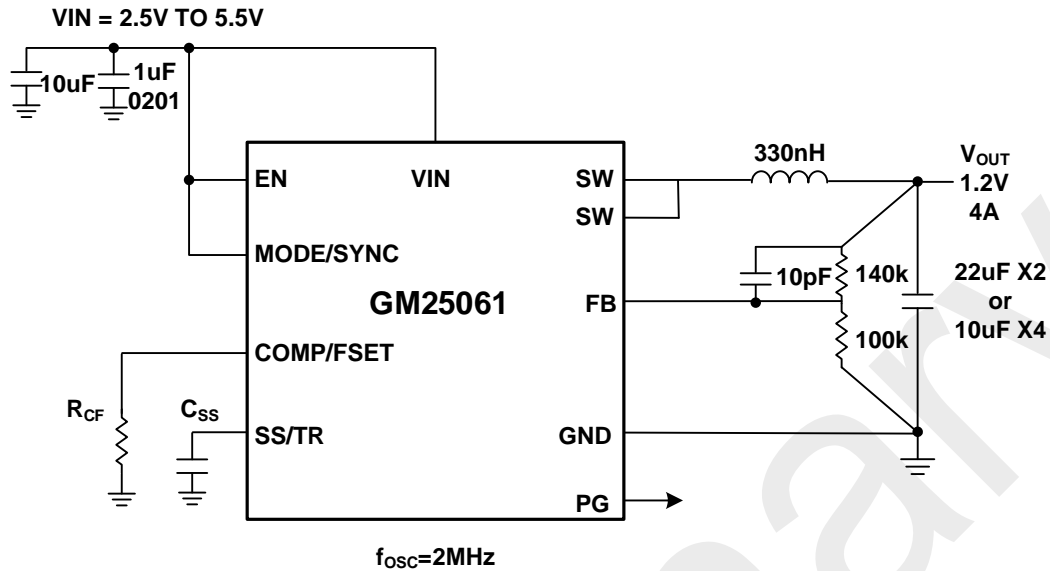 VIN = 2.5V TO 5.5V
10uF
1uF
0201
EN
VIN
SW
SW
MODE/SYNC
GM25061
FB
COMP/FSET
SS/TR
GND
PG
330nH
VOUT
1.2V
4A
10pF
140k
100k
22uF X2
or
10uF X4
RCF
CSS
fOSC=2MHz